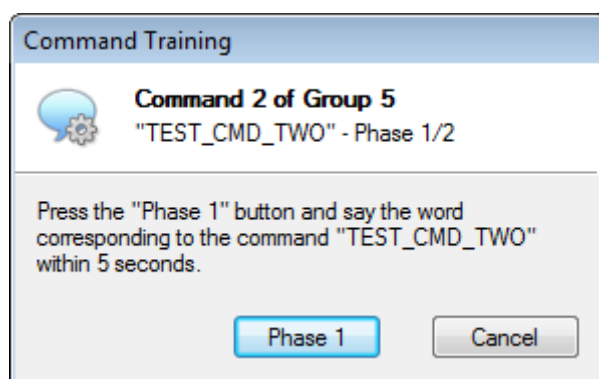 Command Training
Command 2 of Group 5
"TEST_CMD_TWO" - Phase 1/2
Press the "Phase 1" button and say the word
corresponding to the command "TEST_CMD_TWO"
within 5 seconds.
Phase 1
Cancel